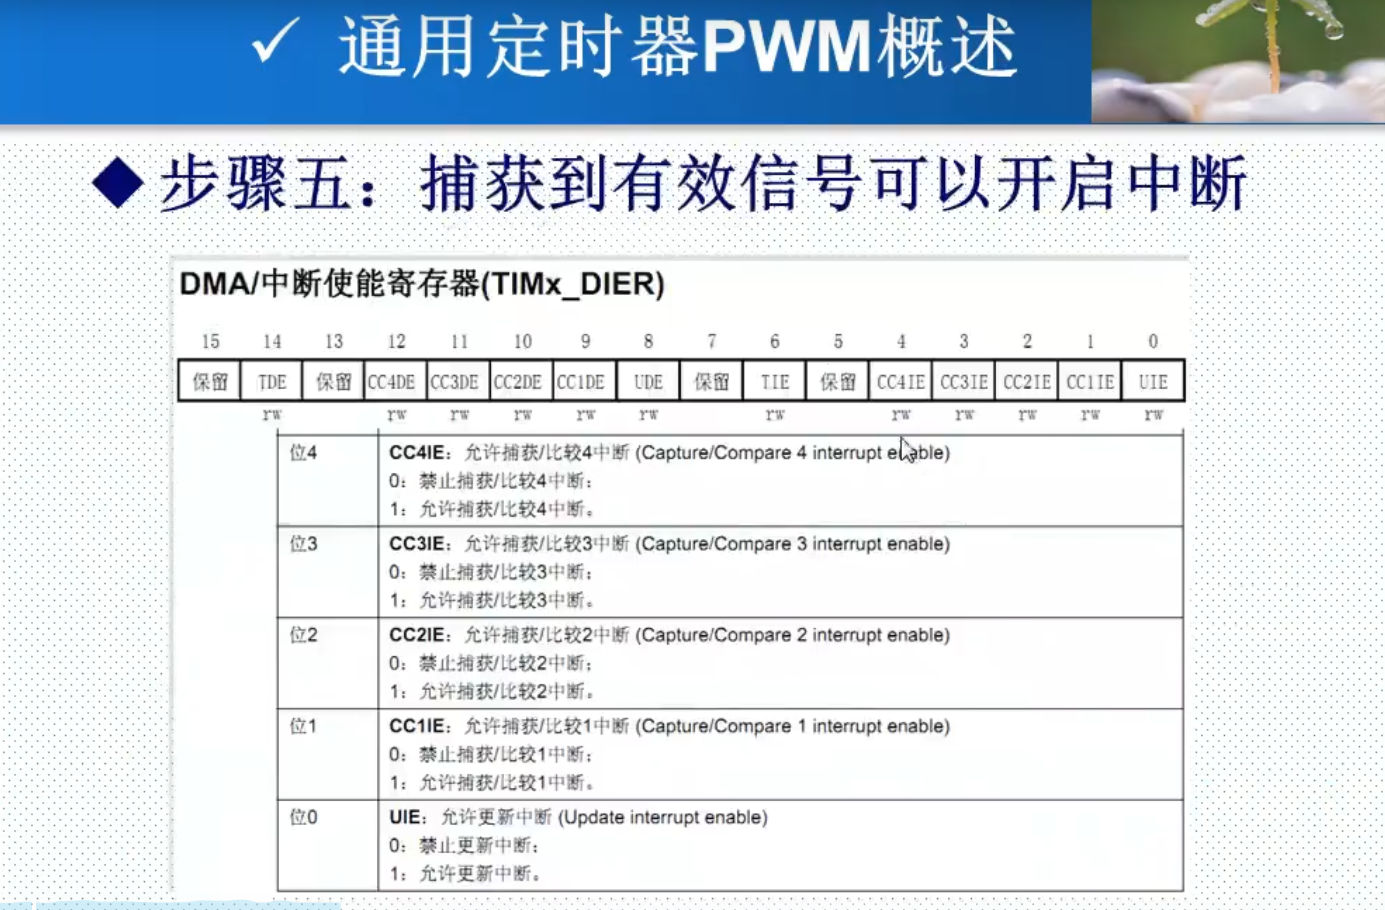 ✓ 通用定时器PWM概述
◆步骤五：捕获到有效信号可以开启中断
DMA/中断使能寄存器(TIMx_DIER)
15 14 13 12 11 10 9 8 7 6 5 4 3 2 1 0
保留 TDE 保留 CC4DE CC3DE CC2DE CC1DE UDE 保留 TIE 保留 CC4IE CC3IE CC2IE CC1IE UIE
rw rw rw rw rw rw rw rw rw rw rw rw
位4 CC4IE：允许捕获/比较4中断 (Capture/Compare 4 interrupt enable)
0：禁止捕获/比较4中断；
1：允许捕获/比较4中断。
位3 CC3IE：允许捕获/比较3中断 (Capture/Compare 3 interrupt enable)
0：禁止捕获/比较3中断；
1：允许捕获/比较3中断。
位2 CC2IE：允许捕获/比较2中断 (Capture/Compare 2 interrupt enable)
0：禁止捕获/比较2中断；
1：允许捕获/比较2中断。
位1 CC1IE：允许捕获/比较1中断 (Capture/Compare 1 interrupt enable)
0：禁止捕获/比较1中断；
1：允许捕获/比较1中断。
位0 UIE：允许更新中断 (Update interrupt enable)
0：禁止更新中断；
1：允许更新中断。